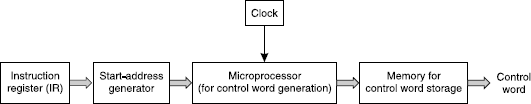 Clock
Instruction
register (IR)
Start-address
generator
Microprocessor
(for control word generation)
Memory for
control word storage
Control
word